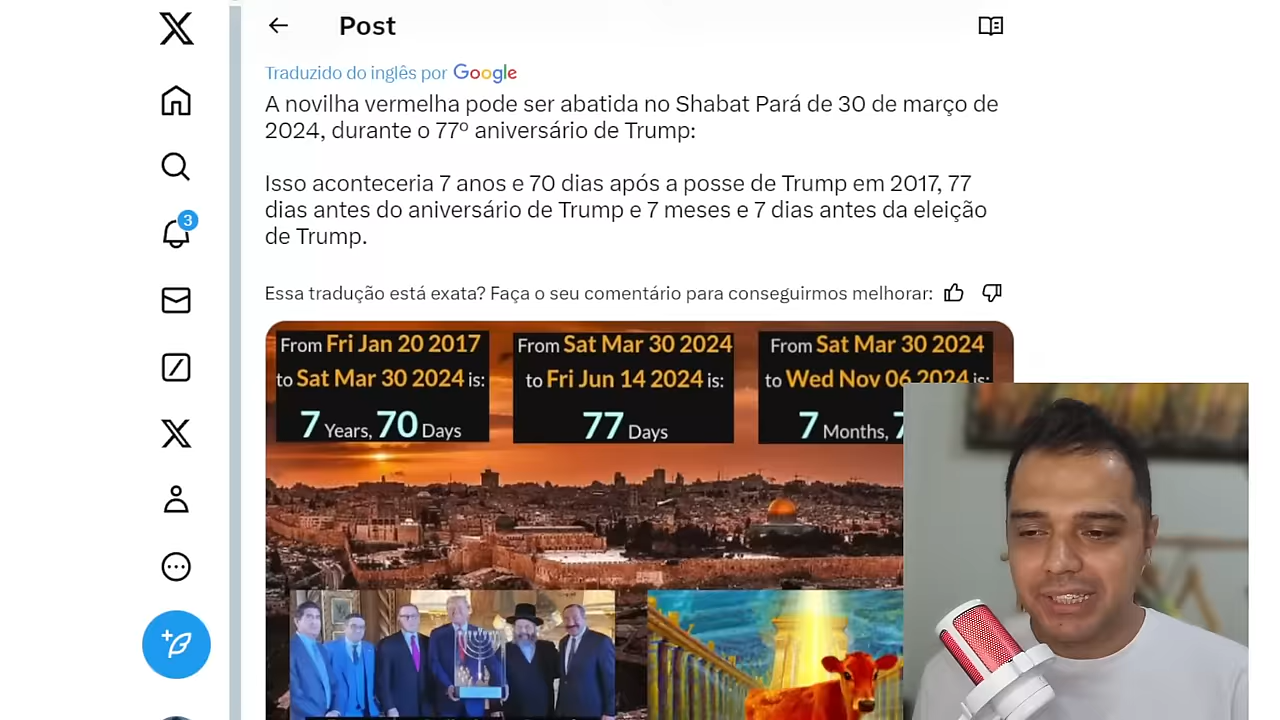 Post
Traduzido do inglês por Google
A novilha vermelha pode ser abatida no Shabat Pará de 30 de março de
2024, durante o 77º aniversário de Trump:
Isso aconteceria 7 anos e 70 dias após a posse de Trump em 2017, 77
dias antes do aniversário de Trump e 7 meses e 7 dias antes da eleição
de Trump.
3
Essa tradução está exata? Faça o seu comentário para conseguirmos melhorar:
From Fri Jan 20 2017
to Sat Mar 30 2024 is:
7 Years, 70 Days
From Sat Mar 30 2024
to Fri Jun 14 2024 is:
77 Days
From Sat Mar 30 2024
to Wed Nov 06 2024 is:
7 Months, 7